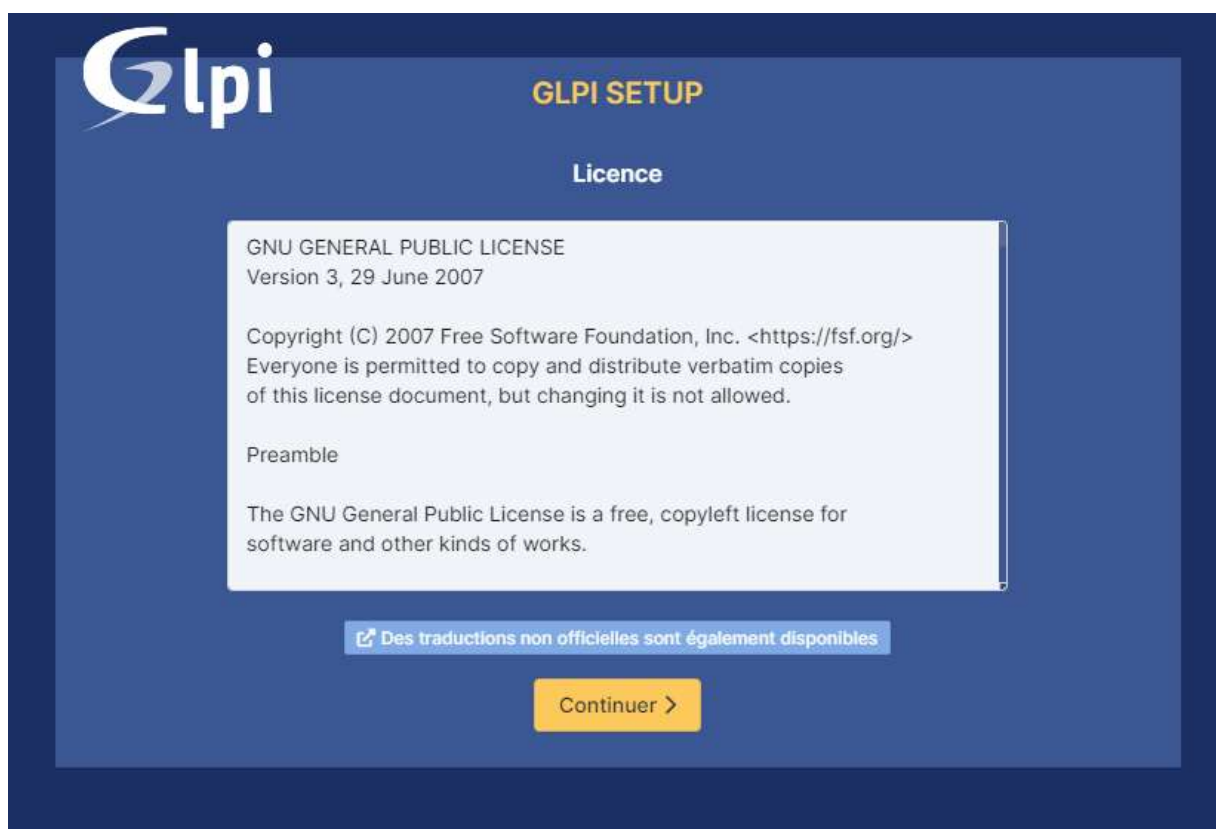 Glpi
GLPI SETUP
Licence
GNU GENERAL PUBLIC LICENSE
Version 3, 29 June 2007
Copyright (C) 2007 Free Software Foundation, Inc. <https://fsf.org/>
Everyone is permitted to copy and distribute verbatim copies
of this license document, but changing it is not allowed.
Preamble
The GNU General Public License is a free, copyleft license for
software and other kinds of works.
Des traductions non officielles sont également disponibles
Continuer >